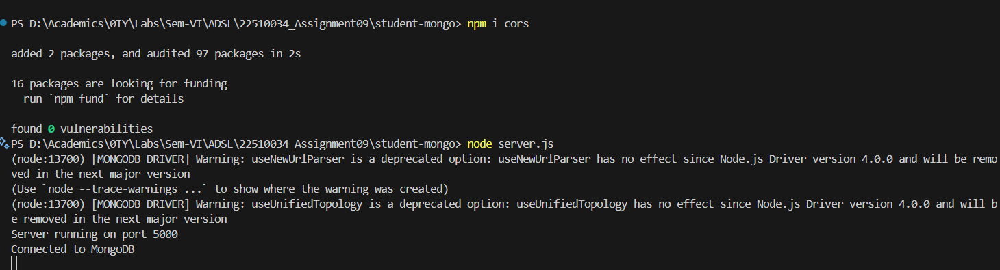 PS D:\Academics\0TY\Labs\Sem-VI\ADSL\22510034_Assignment09\student-mongo> npm i cors
added 2 packages, and audited 97 packages in 2s
16 packages are looking for funding
  run `npm fund` for details
found 0 vulnerabilities
PS D:\Academics\0TY\Labs\Sem-VI\ADSL\22510034_Assignment09\student-mongo> node server.js
(node:13700) [MONGODB DRIVER] Warning: useNewUrlParser is a deprecated option: useNewUrlParser has no effect since Node.js Driver version 4.0.0 and will be remo
ved in the next major version
(Use `node --trace-warnings ...` to show where the warning was created)
(node:13700) [MONGODB DRIVER] Warning: useUnifiedTopology is a deprecated option: useUnifiedTopology has no effect since Node.js Driver version 4.0.0 and will b
e removed in the next major version
Server running on port 5000
Connected to MongoDB